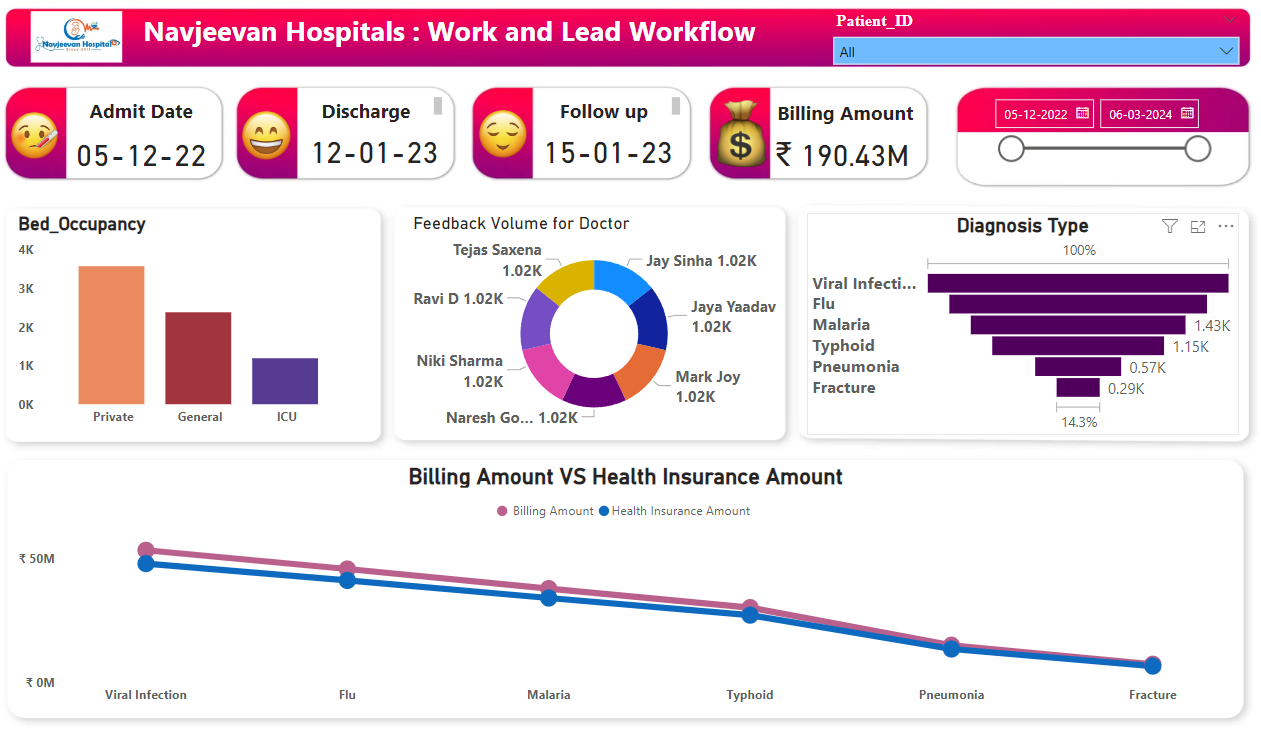 Navjeevan Hospitals : Work and Lead Workflow
Navjeevan Hospital
Patient_ID
All
Admit Date
05-12-22
Discharge
12-01-23
Follow up
15-01-23
Billing Amount
₹ 190.43M
05-12-2022
06-03-2024
Bed_Occupancy
4K
3K
2K
1K
0K
Private
General
ICU
Feedback Volume for Doctor
Tejas Saxena
1.02K
Jay Sinha 1.02K
Ravi D 1.02K
Jaya Yaadav
1.02K
Niki Sharma
1.02K
Mark Joy
1.02K
Naresh Go... 1.02K
Diagnosis Type
100%
Viral Infecti...
Flu
Malaria
1.43K
Typhoid
1.15K
Pneumonia
0.57K
Fracture
0.29K
14.3%
Billing Amount VS Health Insurance Amount
Billing Amount
Health Insurance Amount
₹ 50M
₹ 0M
Viral Infection
Flu
Malaria
Typhoid
Pneumonia
Fracture